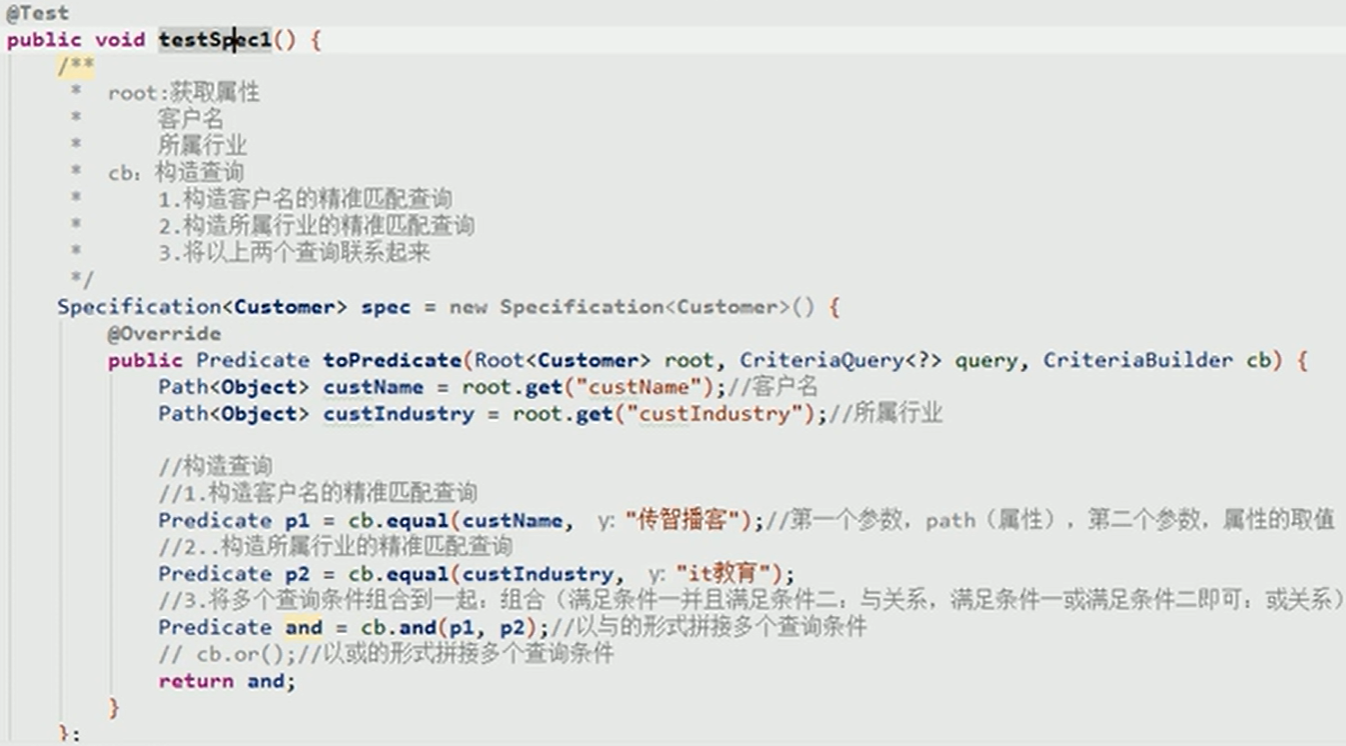 @Test
public void testSpec1() {
/**
* root:获取属性
* 客户名
* 所属行业
* cb：构造查询
* 1.构造客户名的精准匹配查询
* 2.构造所属行业的精准匹配查询
* 3.将以上两个查询联系起来
*/
Specification<Customer> spec = new Specification<Customer>() {
@Override
public Predicate toPredicate(Root<Customer> root, CriteriaQuery<?> query, CriteriaBuilder cb) {
Path<Object> custName = root.get("custName");//客户名
Path<Object> custIndustry = root.get("custIndustry");//所属行业
//构造查询
//1.构造客户名的精准匹配查询
Predicate p1 = cb.equal(custName, y: "传智播客");//第一个参数，path（属性），第二个参数，属性的取值
//2..构造所属行业的精准匹配查询
Predicate p2 = cb.equal(custIndustry, y: "it教育");
//3.将多个查询条件组合到一起：组合（满足条件一并且满足条件二：与关系，满足条件一或满足条件二即可：或关系）
Predicate and = cb.and(p1, p2);//以与的形式拼接多个查询条件
// cb.or();//以或的形式拼接多个查询条件
return and;
}
};